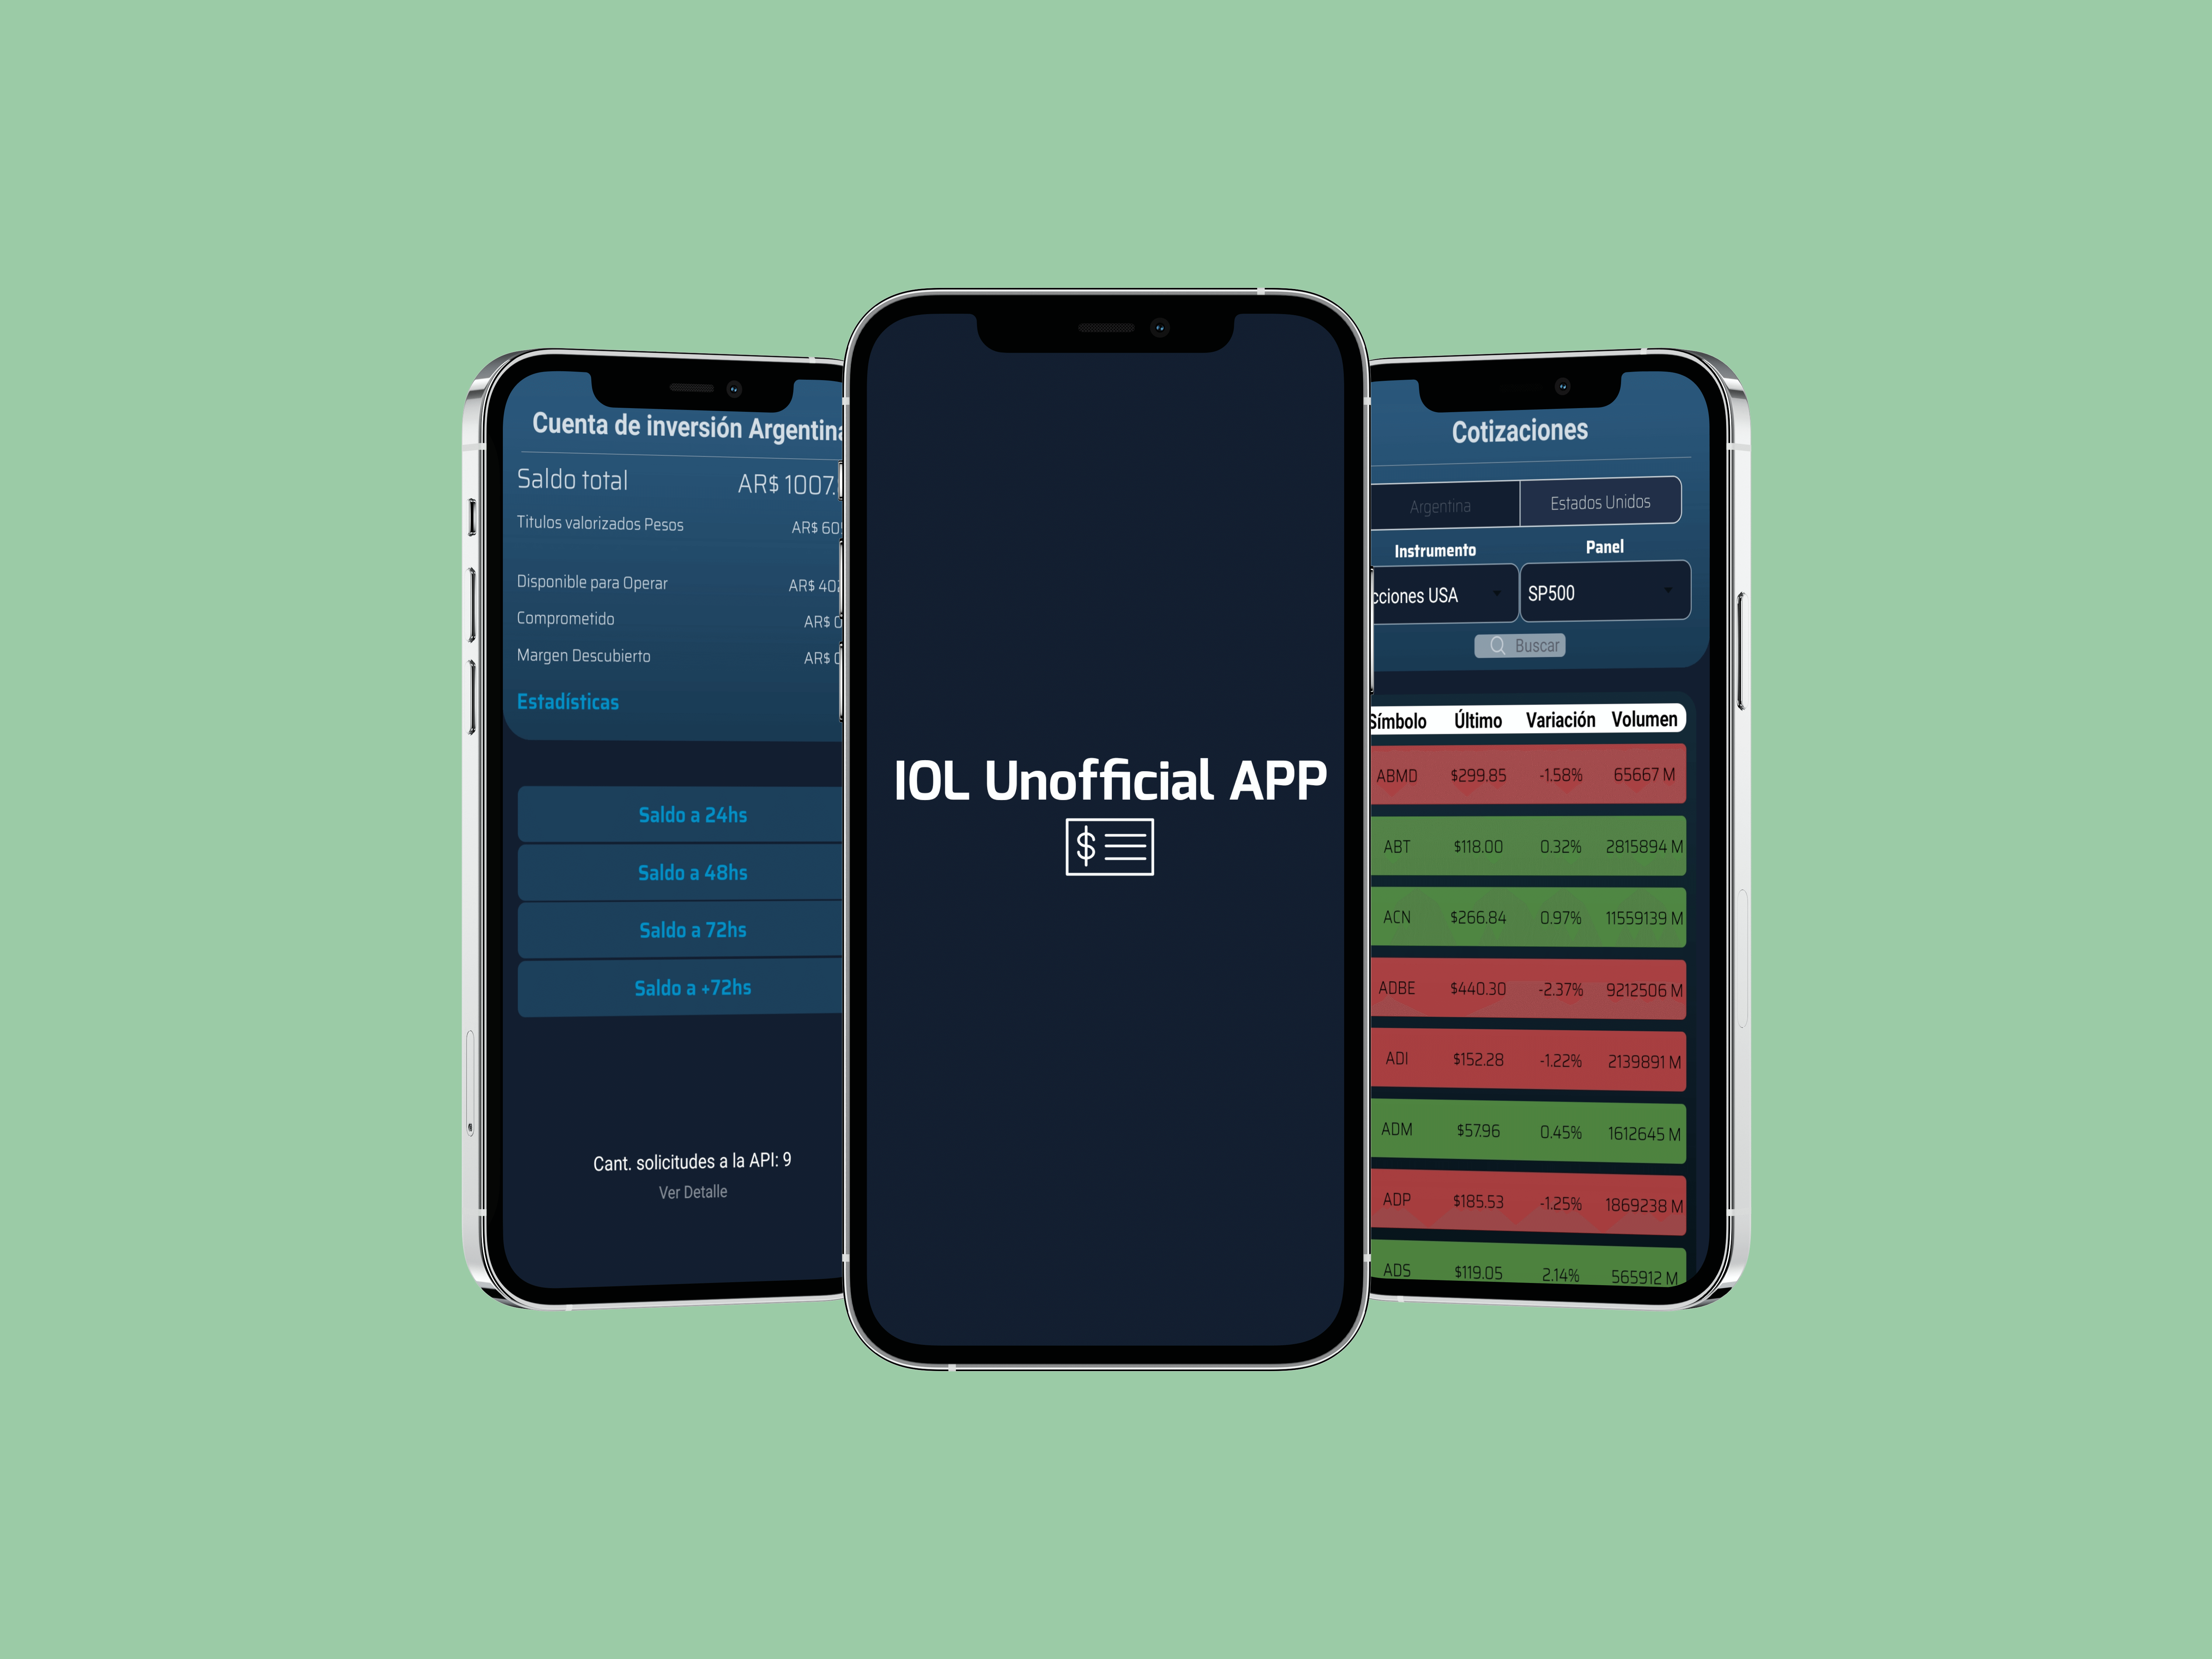 Cuenta de inversión Argentina
Saldo total AR$ 1007.
Titulos valorizados Pesos AR$ 60
Disponible para Operar AR$ 40
Comprometido AR$ 0
Margen Descubierto AR$ 0
Estadísticas
Saldo a 24hs
Saldo a 48hs
Saldo a 72hs
Saldo a +72hs
Cant. solicitudes a la API: 9
Ver Detalle
IOL Unofficial APP
$
Cotizaciones
Argentina Estados Unidos
Instrumento Panel
cciones USA SP500
Buscar
Símbolo Último Variación Volumen
ABMD $299.85 -1.58% 65667 M
ABT $118.00 0.32% 2815894 M
ACN $266.84 0.97% 11559139 M
ADBE $440.30 -2.37% 9212506 M
ADI $152.28 -1.22% 2139891 M
ADM $57.96 0.45% 1612645 M
ADP $185.53 -1.25% 1869238 M
ADS $119.05 2.14% 565912 M